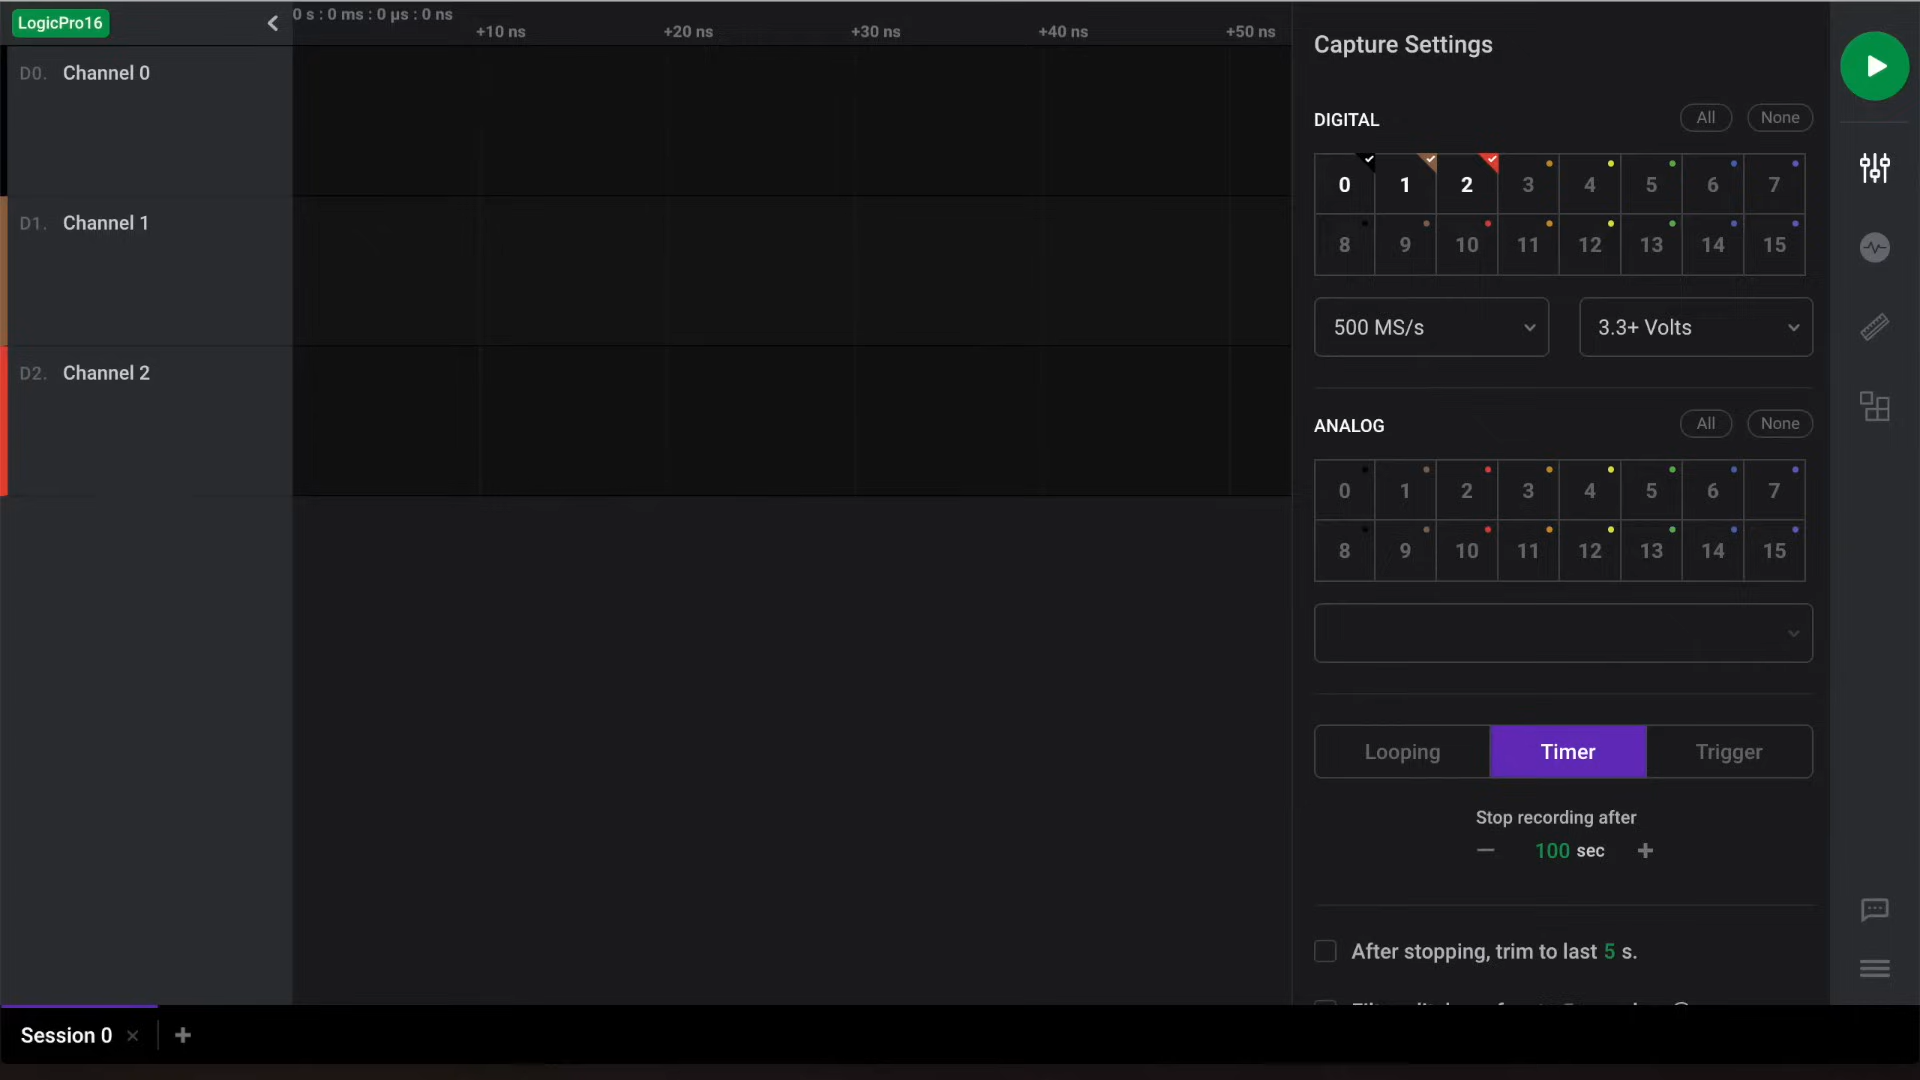 LogicPro16
0 s : 0 ms : 0 µs : 0 ns
+10 ns +20 ns +30 ns +40 ns +50 ns
D0. Channel 0
D1. Channel 1
D2. Channel 2
Capture Settings
DIGITAL All None
0 1 2 3 4 5 6 7
8 9 10 11 12 13 14 15
500 MS/s 3.3+ Volts
ANALOG All None
0 1 2 3 4 5 6 7
8 9 10 11 12 13 14 15
Looping Timer Trigger
Stop recording after
100 sec
After stopping, trim to last 5 s.
Session 0